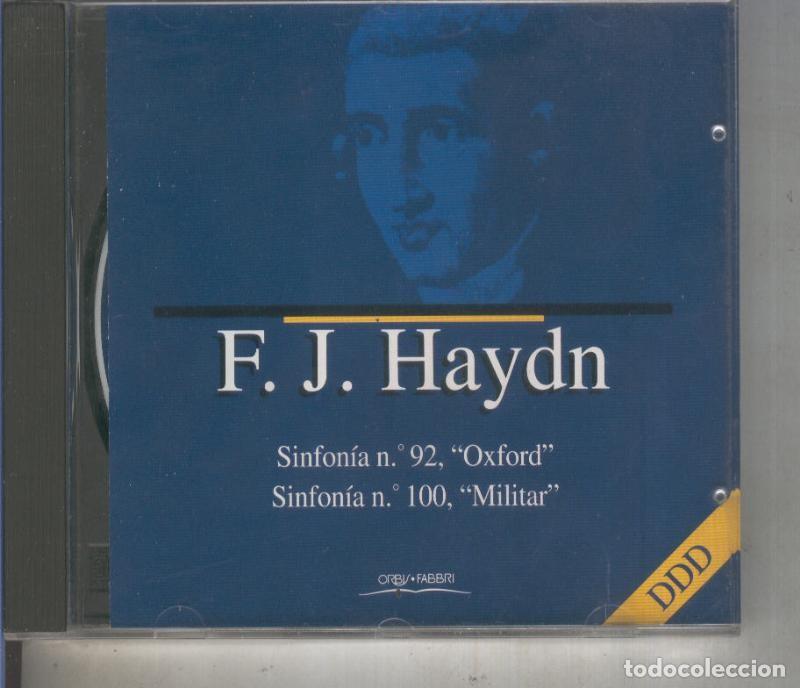 F. J. Haydn
Sinfonía n.° 92, “Oxford”
Sinfonía n.° 100, “Militar”
ORBIS • FABBRI
DDD
todocoleccion